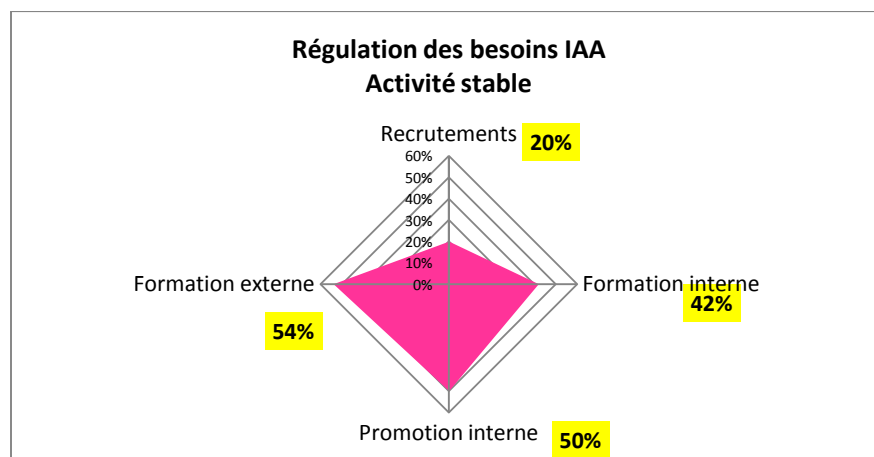 Régulation des besoins IAA
Activité stable
Recrutements
20%
60%
50%
40%
30%
20%
10%
0%
Formation externe
54%
Formation interne
42%
Promotion interne
50%